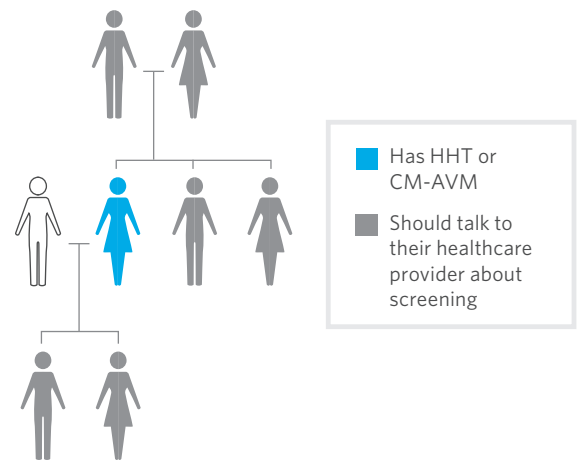 Has HHT or
CM-AVM
Should talk to
their healthcare
provider about
screening